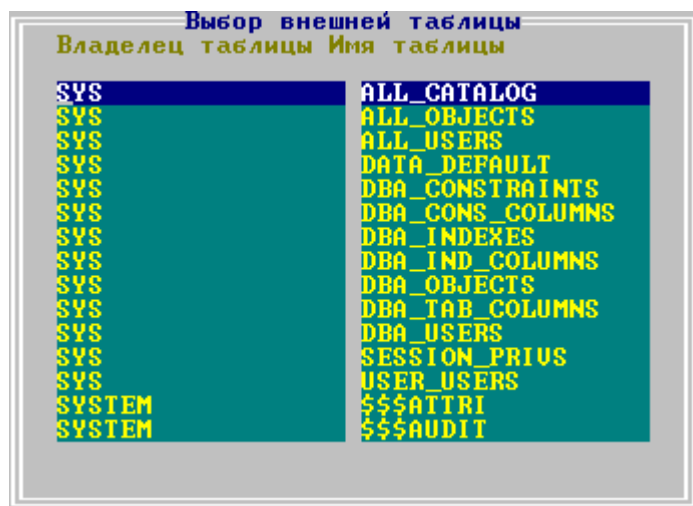 Выбор внешней таблицы
Владелец таблицы Имя таблицы
SYS ALL_CATALOG
SYS ALL_OBJECTS
SYS ALL_USERS
SYS DATA_DEFAULT
SYS DBA_CONSTRAINTS
SYS DBA_CONS_COLUMNS
SYS DBA_INDEXES
SYS DBA_IND_COLUMNS
SYS DBA_OBJECTS
SYS DBA_TAB_COLUMNS
SYS DBA_USERS
SYS SESSION_PRIVS
SYS USER_USERS
SYSTEM $$$ATTRI
SYSTEM $$$AUDIT